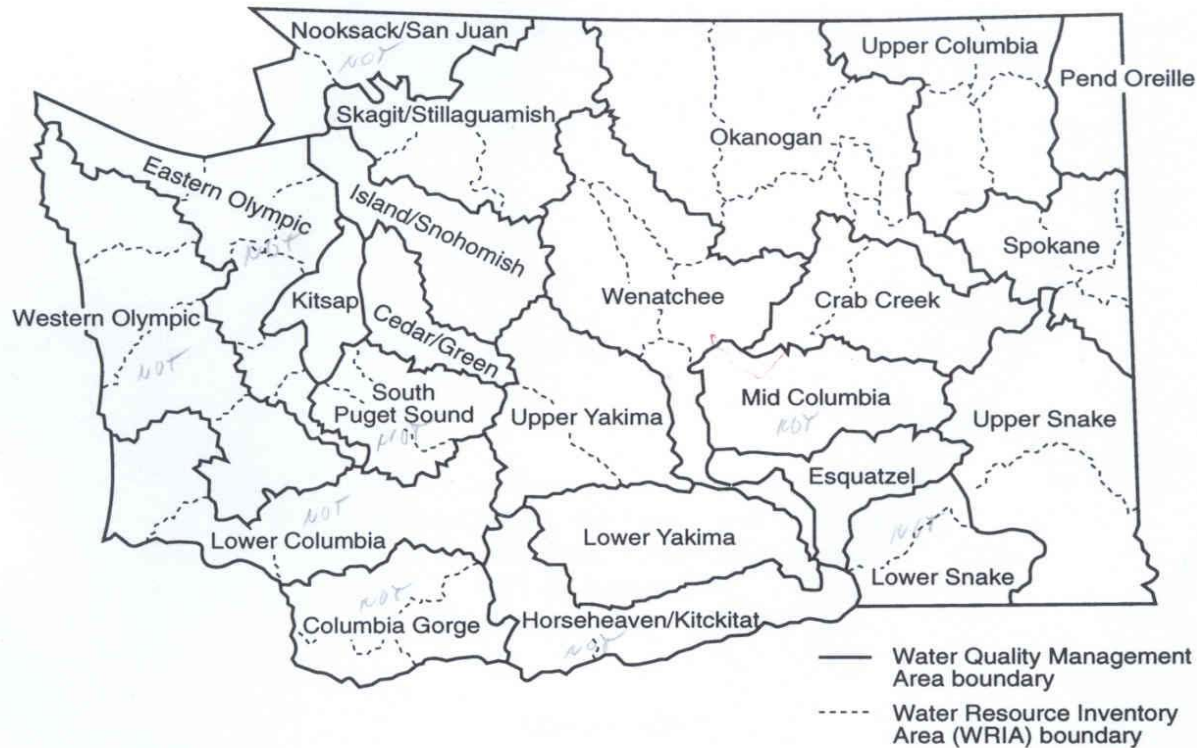 Nooksack/San Juan
NOT
Upper Columbia
Pend Oreille
Skagit/Stillaguamish
Okanogan
Eastern Olympic
NOT
Island/Snohomish
Spokane
Kitsap
Wenatchee
Crab Creek
Western Olympic
NOT
Cedar/Green
South
Puget Sound
NOT
Upper Yakima
Mid Columbia
NOT
Upper Snake
Esquatzel
NOT
Lower Columbia
Lower Yakima
NOT
Lower Snake
NOT
Columbia Gorge
Horseheaven/Kitckitat
NOT
Water Quality Management
Area boundary
Water Resource Inventory
Area (WRIA) boundary